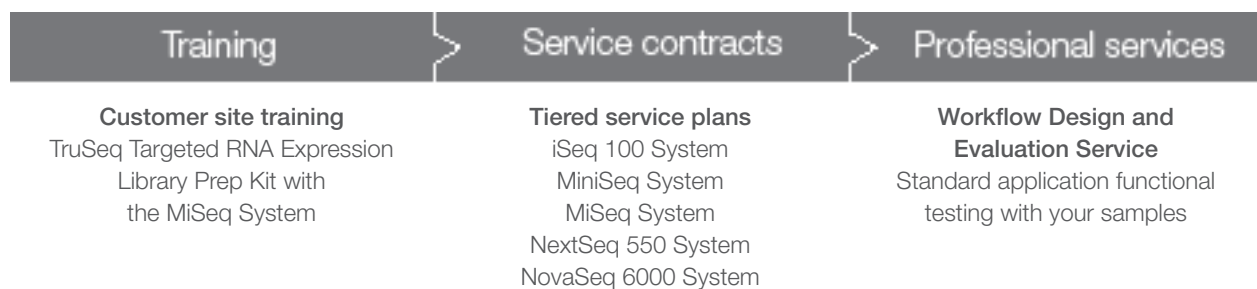 Training
Service contracts
Professional services
Customer site training
TruSeq Targeted RNA Expression
Library Prep Kit with
the MiSeq System
Tiered service plans
iSeq 100 System
MiniSeq System
MiSeq System
NextSeq 550 System
NovaSeq 6000 System
Workflow Design and
Evaluation Service
Standard application functional
testing with your samples